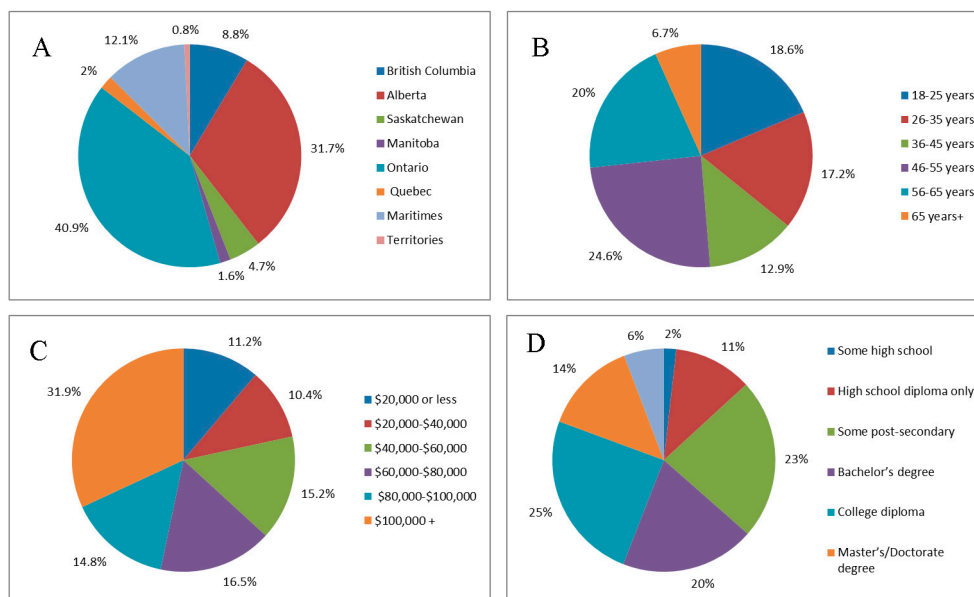 A
0.8%
12.1%
8.8%
2%
31.7%
40.9%
1.6%
4.7%
British Columbia
Alberta
Saskatchewan
Manitoba
Ontario
Quebec
Maritimes
Territories
B
6.7%
18.6%
20%
17.2%
24.6%
12.9%
18-25 years
26-35 years
36-45 years
46-55 years
56-65 years
65 years+
C
11.2%
31.9%
10.4%
15.2%
14.8%
16.5%
$20,000 or less
$20,000-$40,000
$40,000-$60,000
$60,000-$80,000
$80,000-$100,000
$100,000 +
D
6%
2%
11%
14%
23%
25%
20%
Some high school
High school diploma only
Some post-secondary
Bachelor's degree
College diploma
Master's/Doctorate
degree